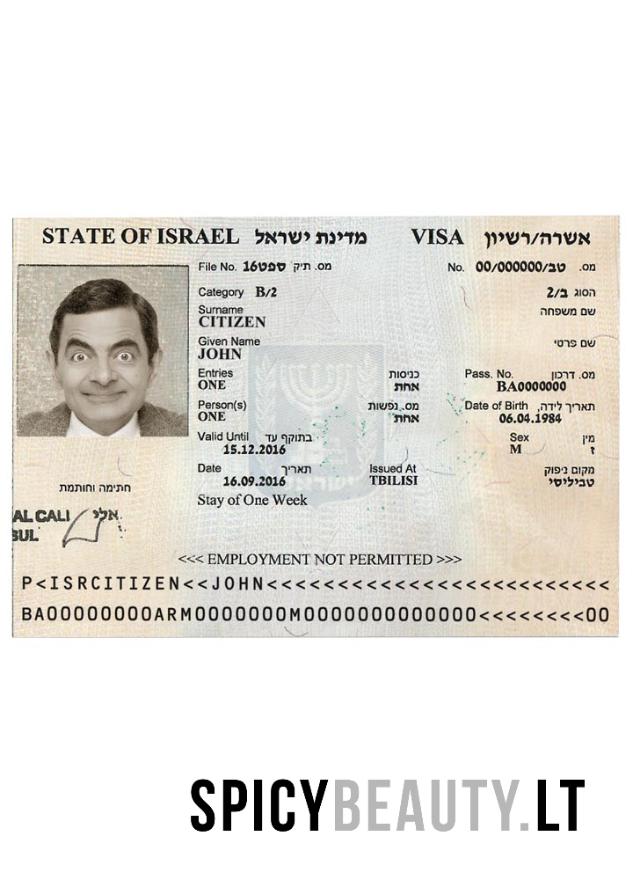 STATE OF ISRAEL מדינת ישראל VISA אשרה/רשיון
File No. ספט16 מס. תיק No. 00/000000/טב מס.
Category B/2 הסוג ב/2
Surname שם משפחה
CITIZEN
Given Name שם פרטי
JOHN
Entries כניסות Pass. No. מס. דרכון
ONE אחת BA0000000
Person(s) מס. נפשות Date of Birth תאריך לידה,
ONE אחת 06.04.1984
Valid Until בתוקף עד Sex מין
15.12.2016 M ז
Date תאריך Issued At מקום ניפוק
16.09.2016 TBILISI טביליסי
Stay of One Week
חתימה וחותמת
AL CALI אלי
SUL
<<< EMPLOYMENT NOT PERMITTED >>>
P<ISRCITIZEN<<JOHN<<<<<<<<<<<<<<<<<<<<<<<<<<
BA00000000ARM0000000M00000000000000<<<<<<<<00
SPICYBEAUTY.LT